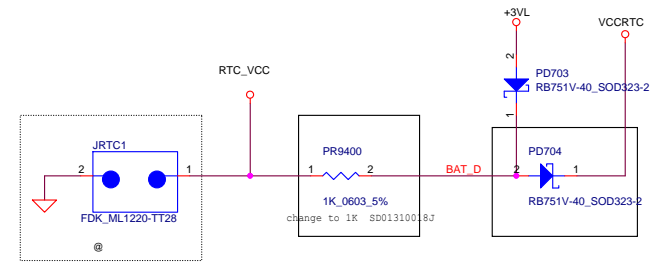 +3VL
VCCRTC
RTC_VCC
2
PD703
RB751V-40_SOD323-2
1
JRTC1
2
1
FDK_ML1220-TT28
@
PR9400
1
2
1K_0603_5%
change to 1K SD01310018J
BAT_D
PD704
2
1
RB751V-40_SOD323-2